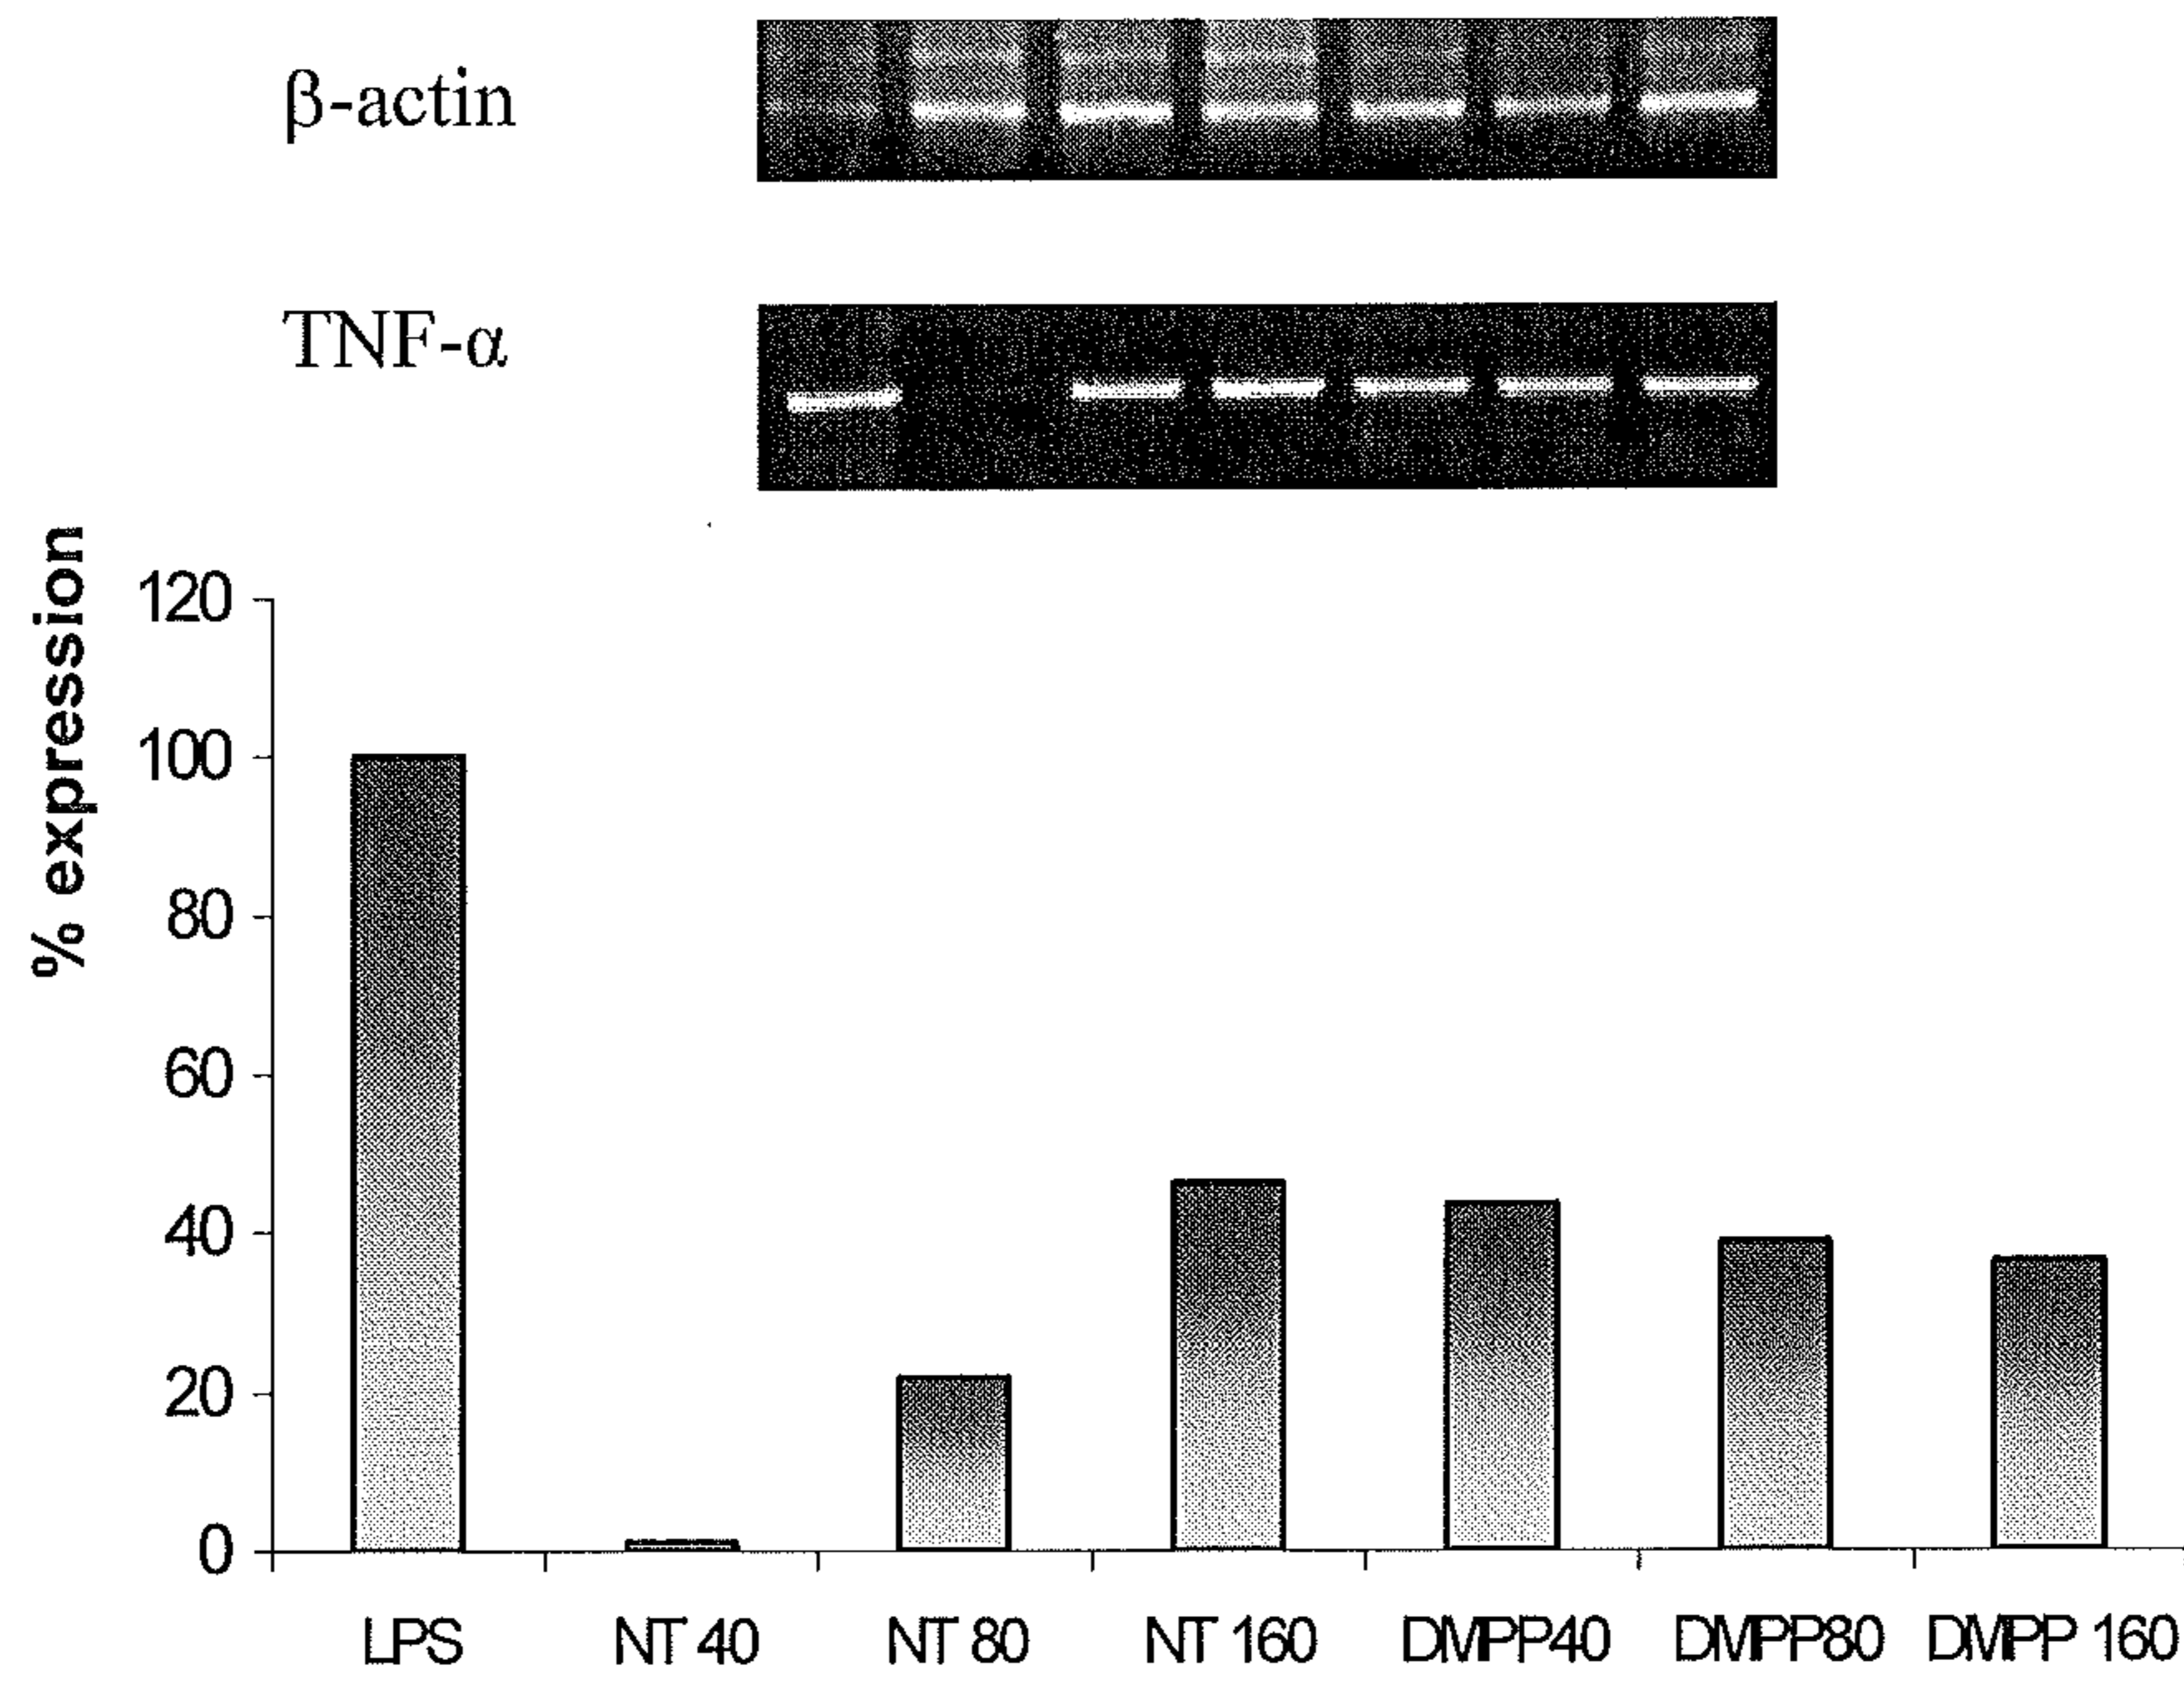 β-actin
TNF-α
% expression
120
100
80
60
40
20
0
LPS NT 40 NT 80 NT 160 DMPP40 DMPP80 DMPP 160